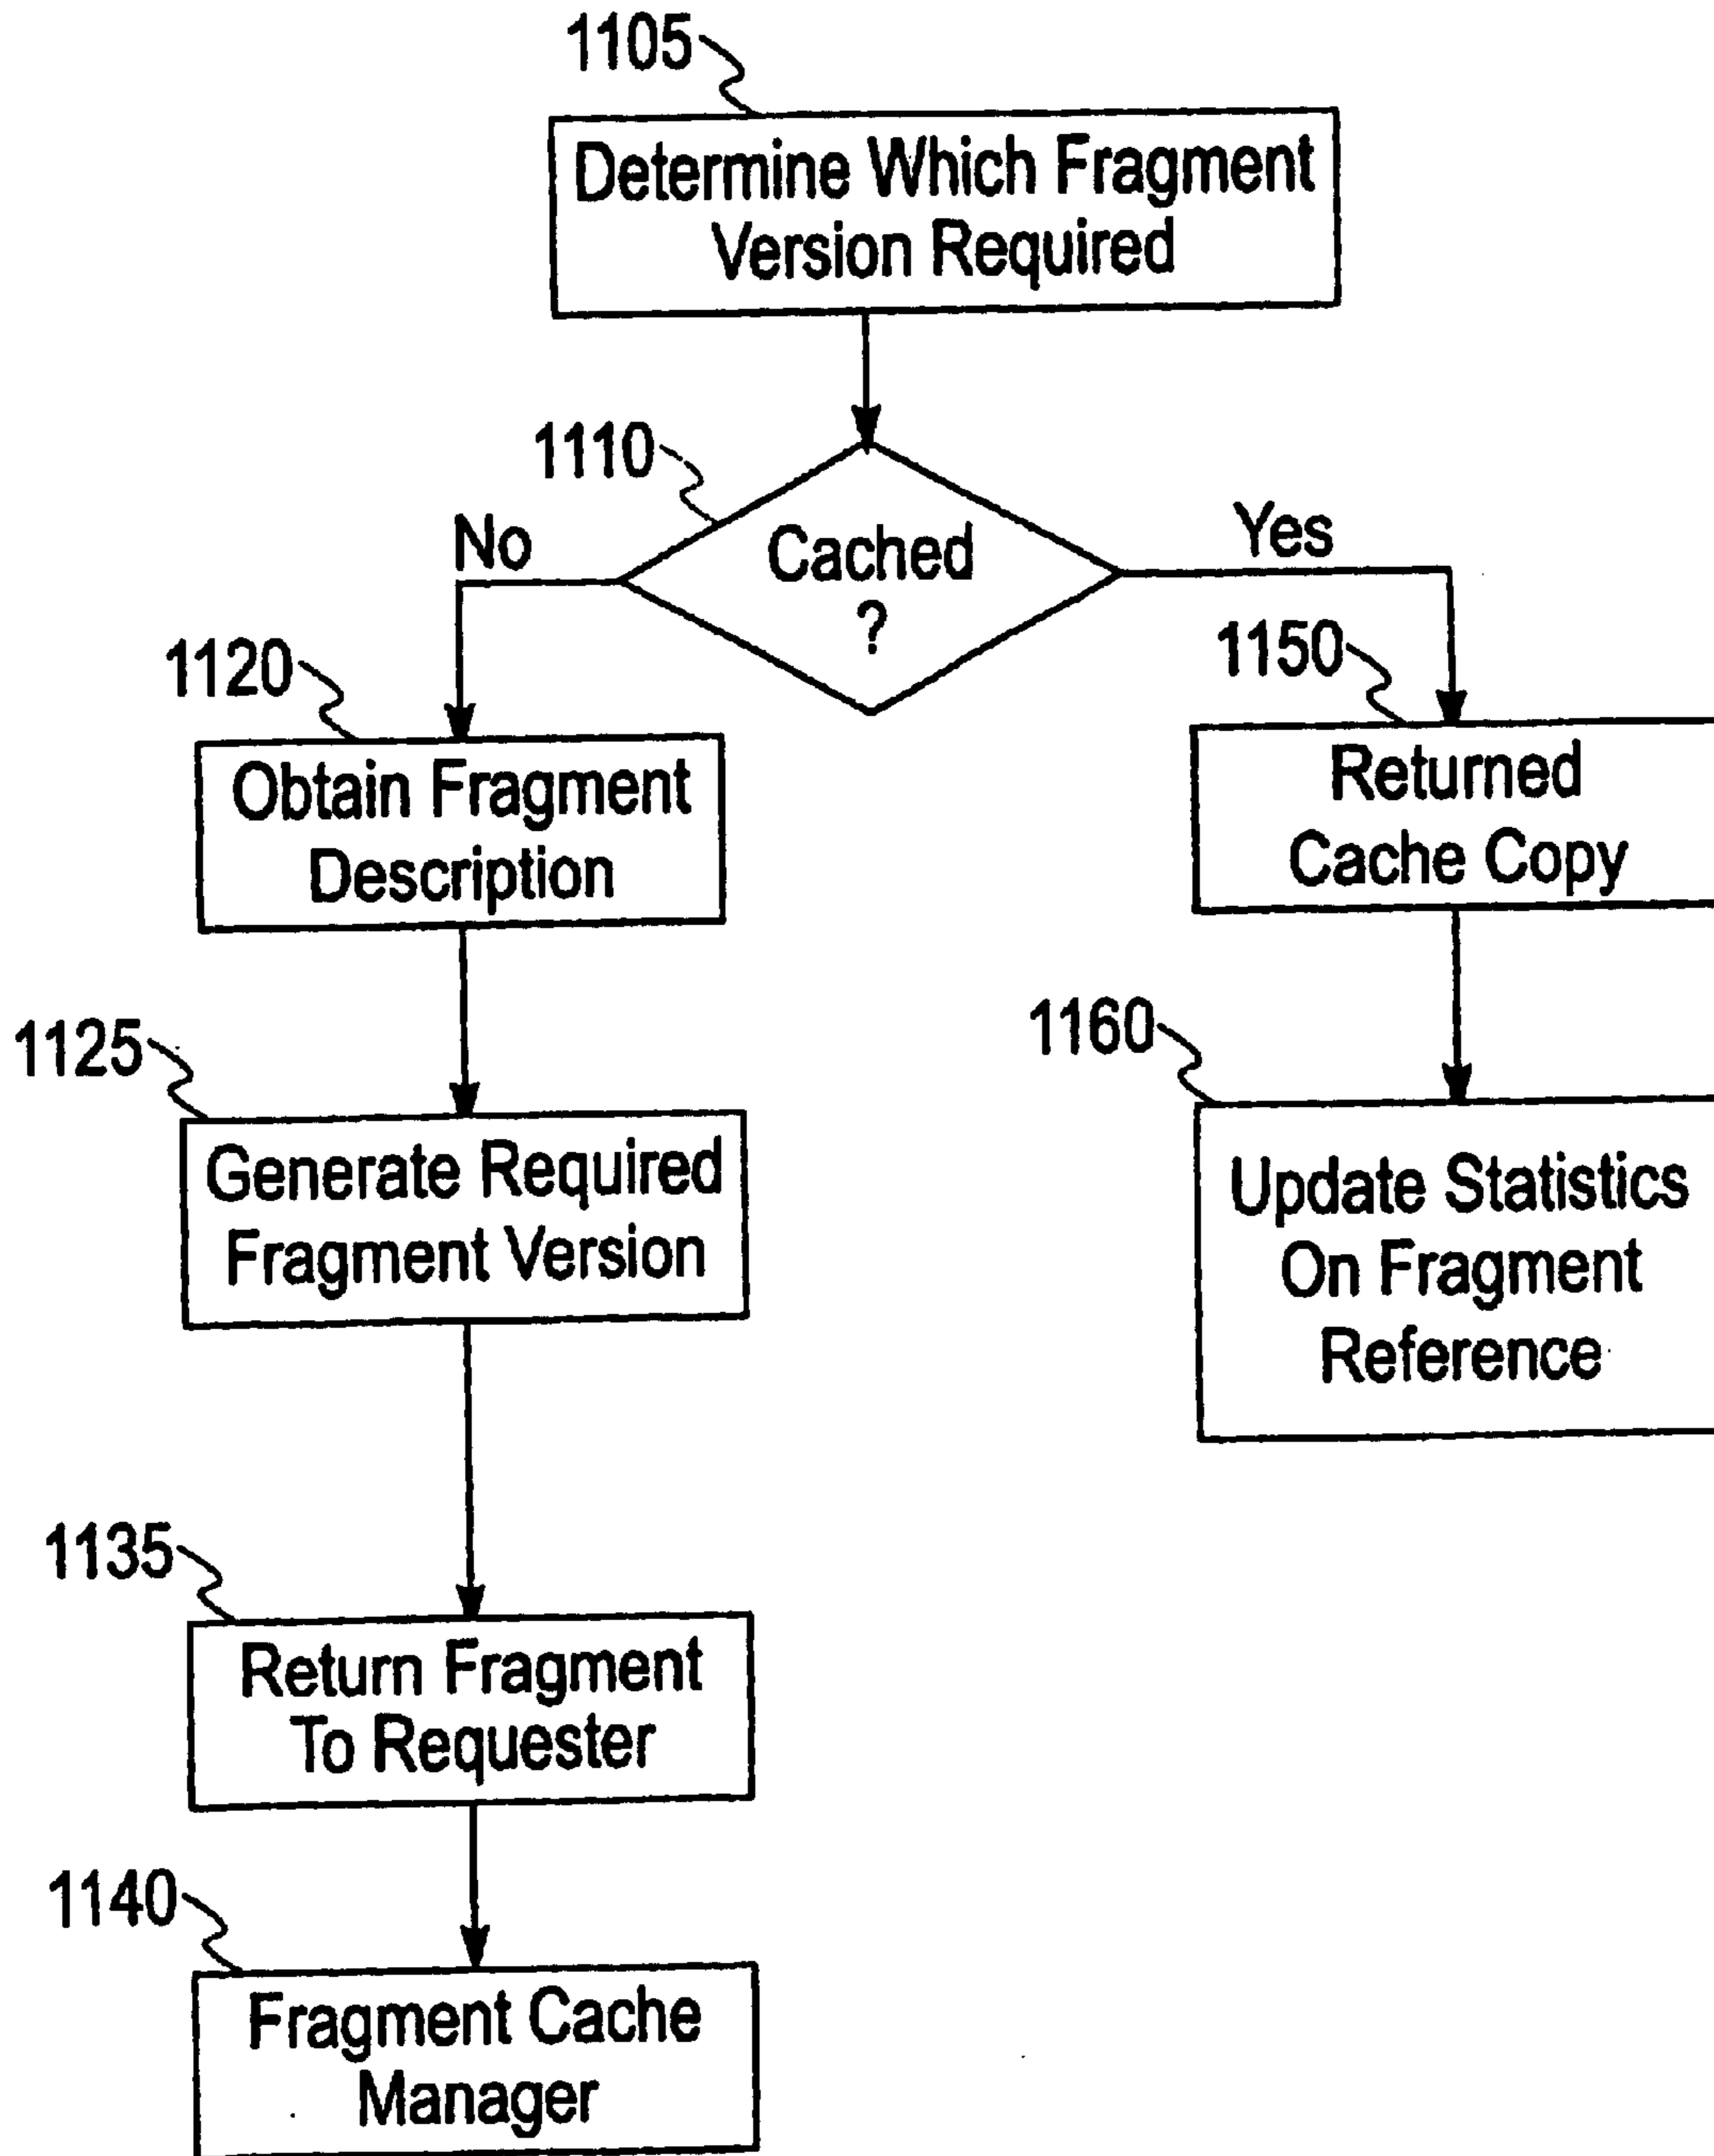 1105
Determine Which Fragment
Version Required
1110
No
Cached
?
Yes
1120
Obtain Fragment
Description
1150
Returned
Cache Copy
1125
Generate Required
Fragment Version
1160
Update Statistics
On Fragment
Reference
1135
Return Fragment
To Requester
1140
Fragment Cache
Manager